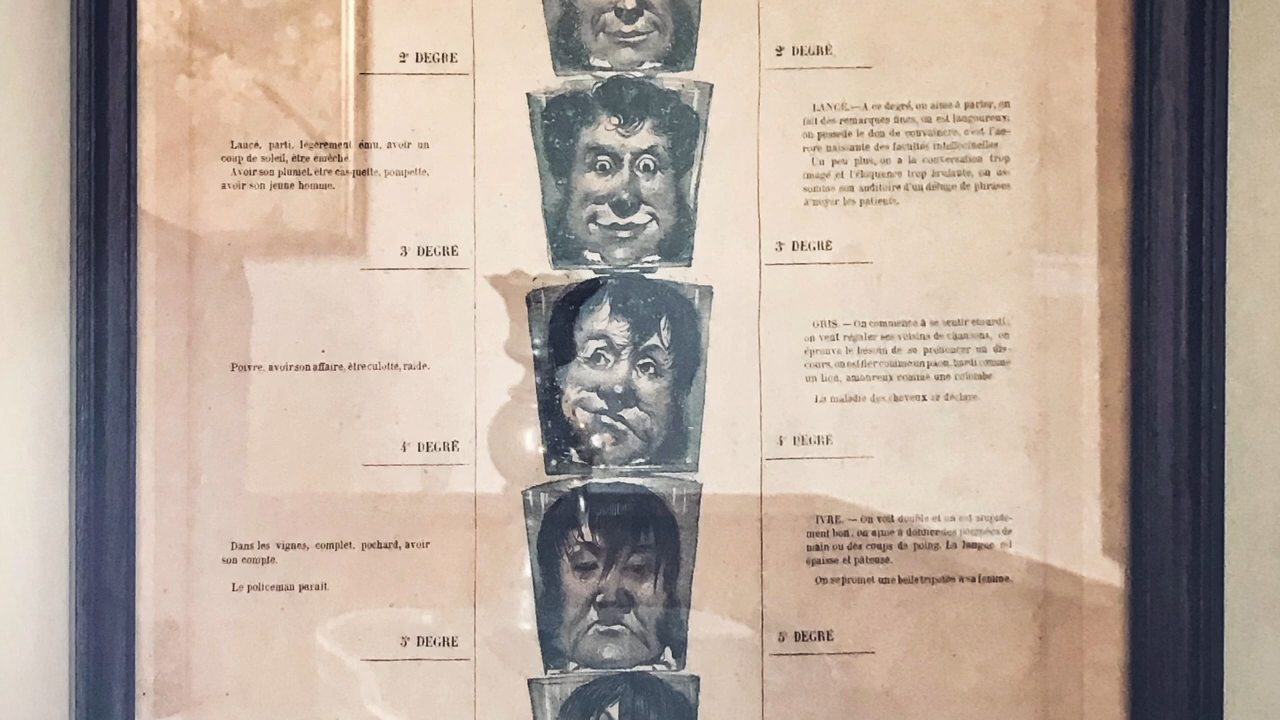 2e DEGRE
Lancé, parti, légèrement ému, avoir un
coup de soleil, être éméché.
Avoir son plumet, être casquette, pompette,
avoir son jeune homme.
3e DEGRÉ
Poivre, avoir son affaire, être culotté, raide.
4e DEGRÉ
Dans les vignes, complet, pochard, avoir
son compte.
Le policeman paraît.
5e DEGRE
2e DEGRÉ
LANCÉ. — A ce degré, on aime à parler, on
fait des remarques fines, on est langoureux,
on possède le don de convaincre, c'est l'au-
rore naissante des facultés intellectuelles
Un peu plus, on a la conversation trop
imagé et l'éloquence trop brulante, on as-
somme son auditoire d'un déluge de phrases
à noyer les patients.
3e DEGRÉ
GRIS. — On commence à se sentir étourdi,
on veut régaler ses voisins de chansons, on
éprouve le besoin de se prononcer un dis-
cours, on est fier comme un paon, hardi comme
un lion, amoureux comme une colombe
La maladie des cheveux se déclare.
4e DEGRÉ
IVRE. — On voit double et on est stupide-
ment bon, on aime à donner des poignées de
main ou des coups de poing. La langue est
épaisse et pâteuse.
On se promet une belle tripotée à sa femme.
5e DEGRÉ